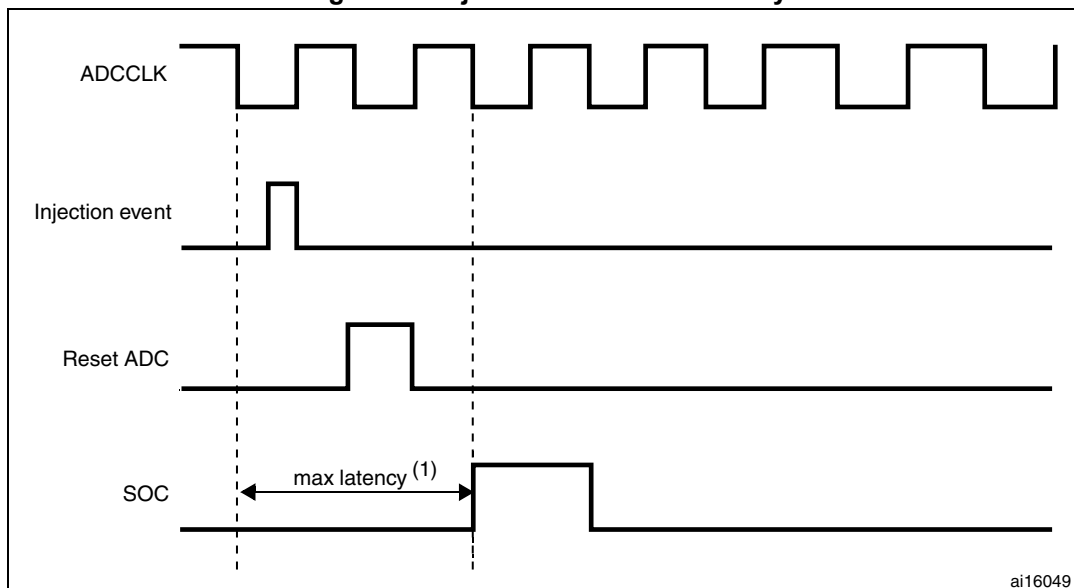 ADCCLK
Injection event
Reset ADC
max latency (1)
SOC
ai16049